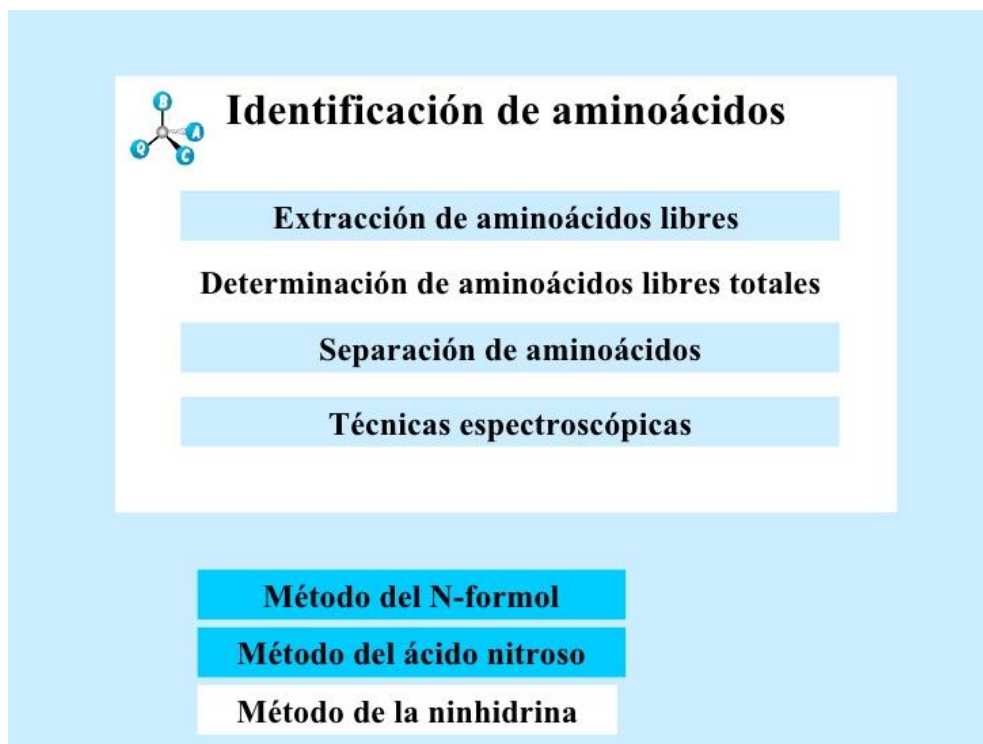 B
A
Q
C
Identificación de aminoácidos
Extracción de aminoácidos libres
Determinación de aminoácidos libres totales
Separación de aminoácidos
Técnicas espectroscópicas
Método del N-formol
Método del ácido nitroso
Método de la ninhidrina